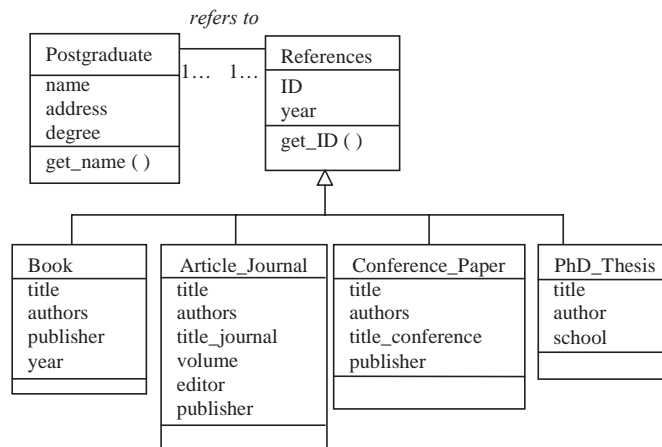 refers to
Postgraduate
name
address
degree
get_name ( )
1… 1…
References
ID
year
get_ID ( )
Book
title
authors
publisher
year
Article_Journal
title
authors
title_journal
volume
editor
publisher
Conference_Paper
title
authors
title_conference
publisher
PhD_Thesis
title
author
school